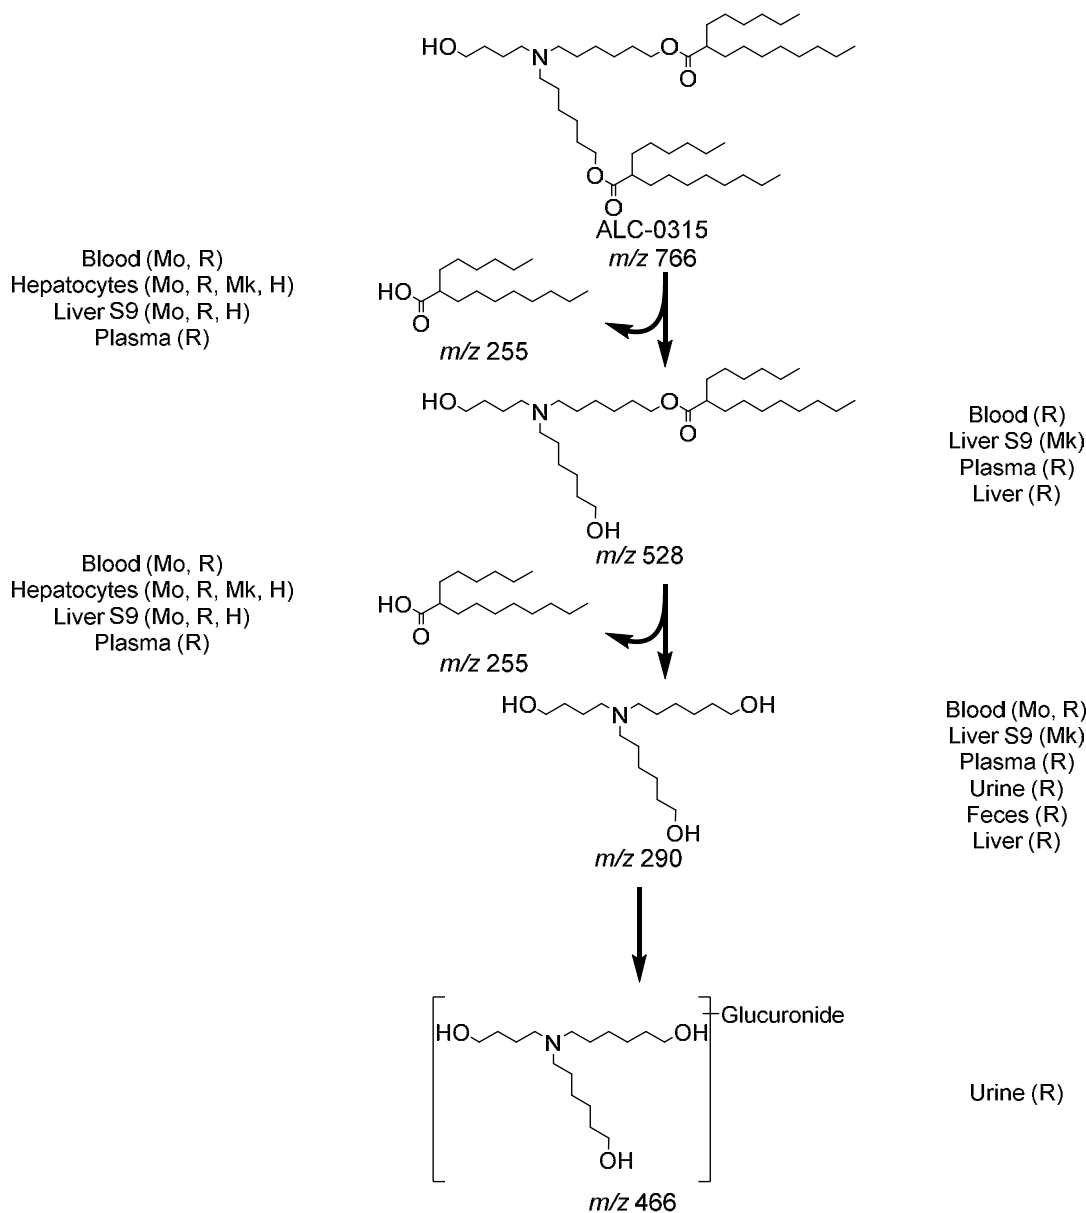 HO
N
O
O
O
O
ALC-0315
m/z 766
Blood (Mo, R)
Hepatocytes (Mo, R, Mk, H)
Liver S9 (Mo, R, H)
Plasma (R)
HO
O
m/z 255
HO
N
O
O
OH
m/z 528
Blood (R)
Liver S9 (Mk)
Plasma (R)
Liver (R)
Blood (Mo, R)
Hepatocytes (Mo, R, Mk, H)
Liver S9 (Mo, R, H)
Plasma (R)
HO
O
m/z 255
HO
N
OH
OH
m/z 290
Blood (Mo, R)
Liver S9 (Mk)
Plasma (R)
Urine (R)
Feces (R)
Liver (R)
Glucuronide
HO
N
OH
OH
m/z 466
Urine (R)